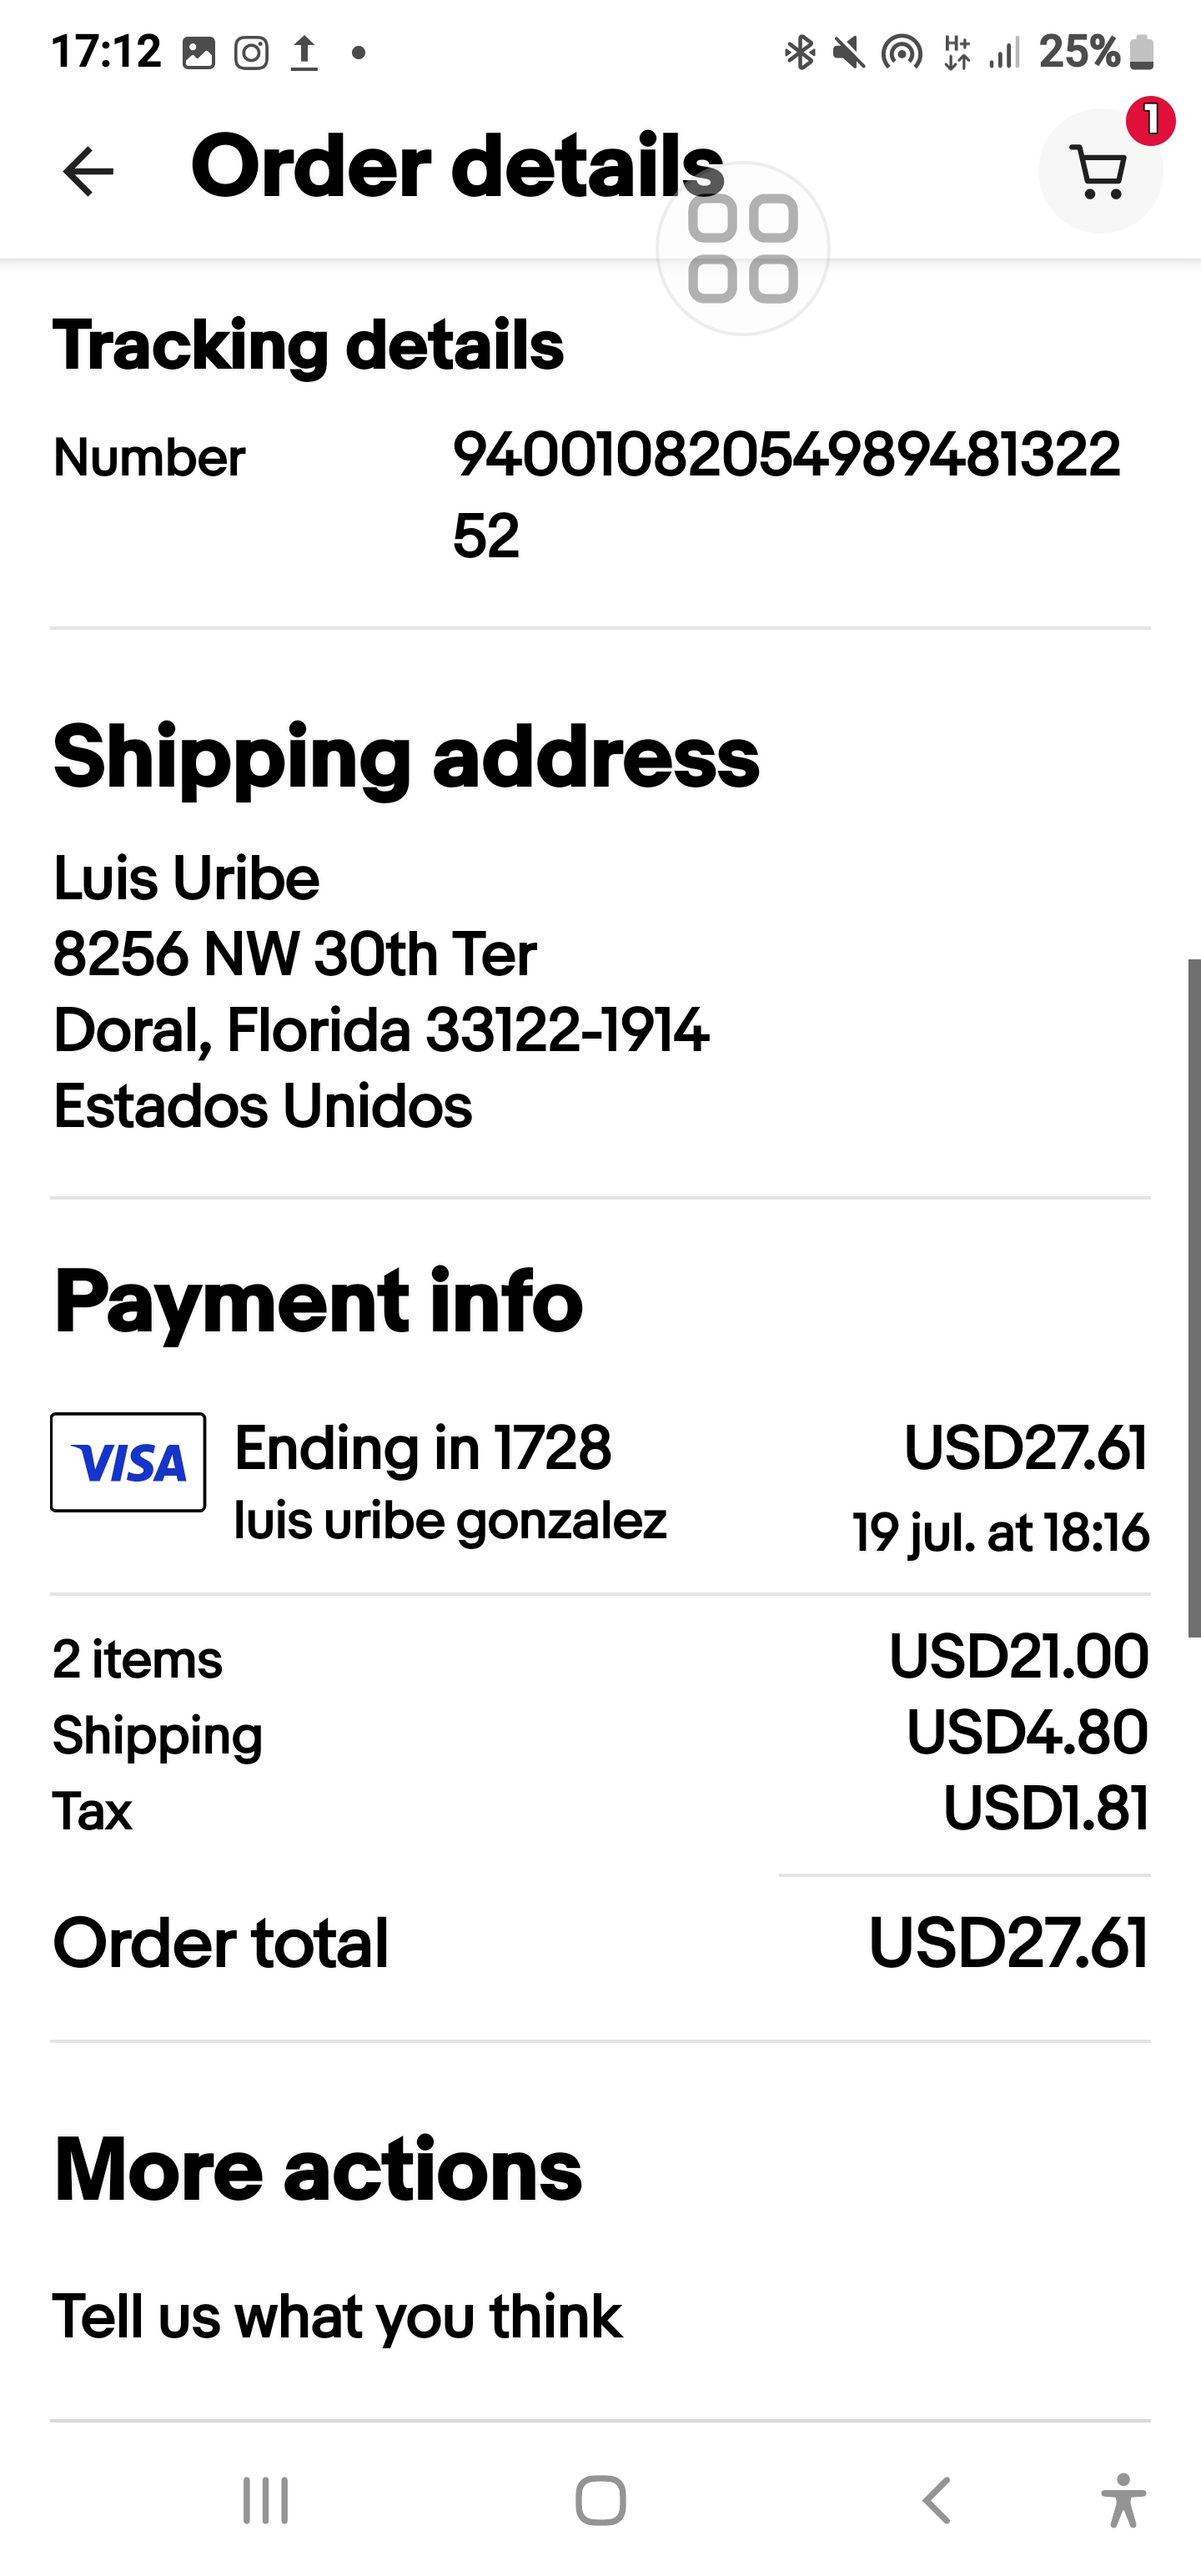 17:12
H+
25%
1
Order details
Tracking details
Number
94001082054989481322
52
Shipping address
Luis Uribe
8256 NW 30th Ter
Doral, Florida 33122-1914
Estados Unidos
Payment info
VISA Ending in 1728 USD27.61
luis uribe gonzalez 19 jul. at 18:16
2 items USD21.00
Shipping USD4.80
Tax USD1.81
Order total USD27.61
More actions
Tell us what you think